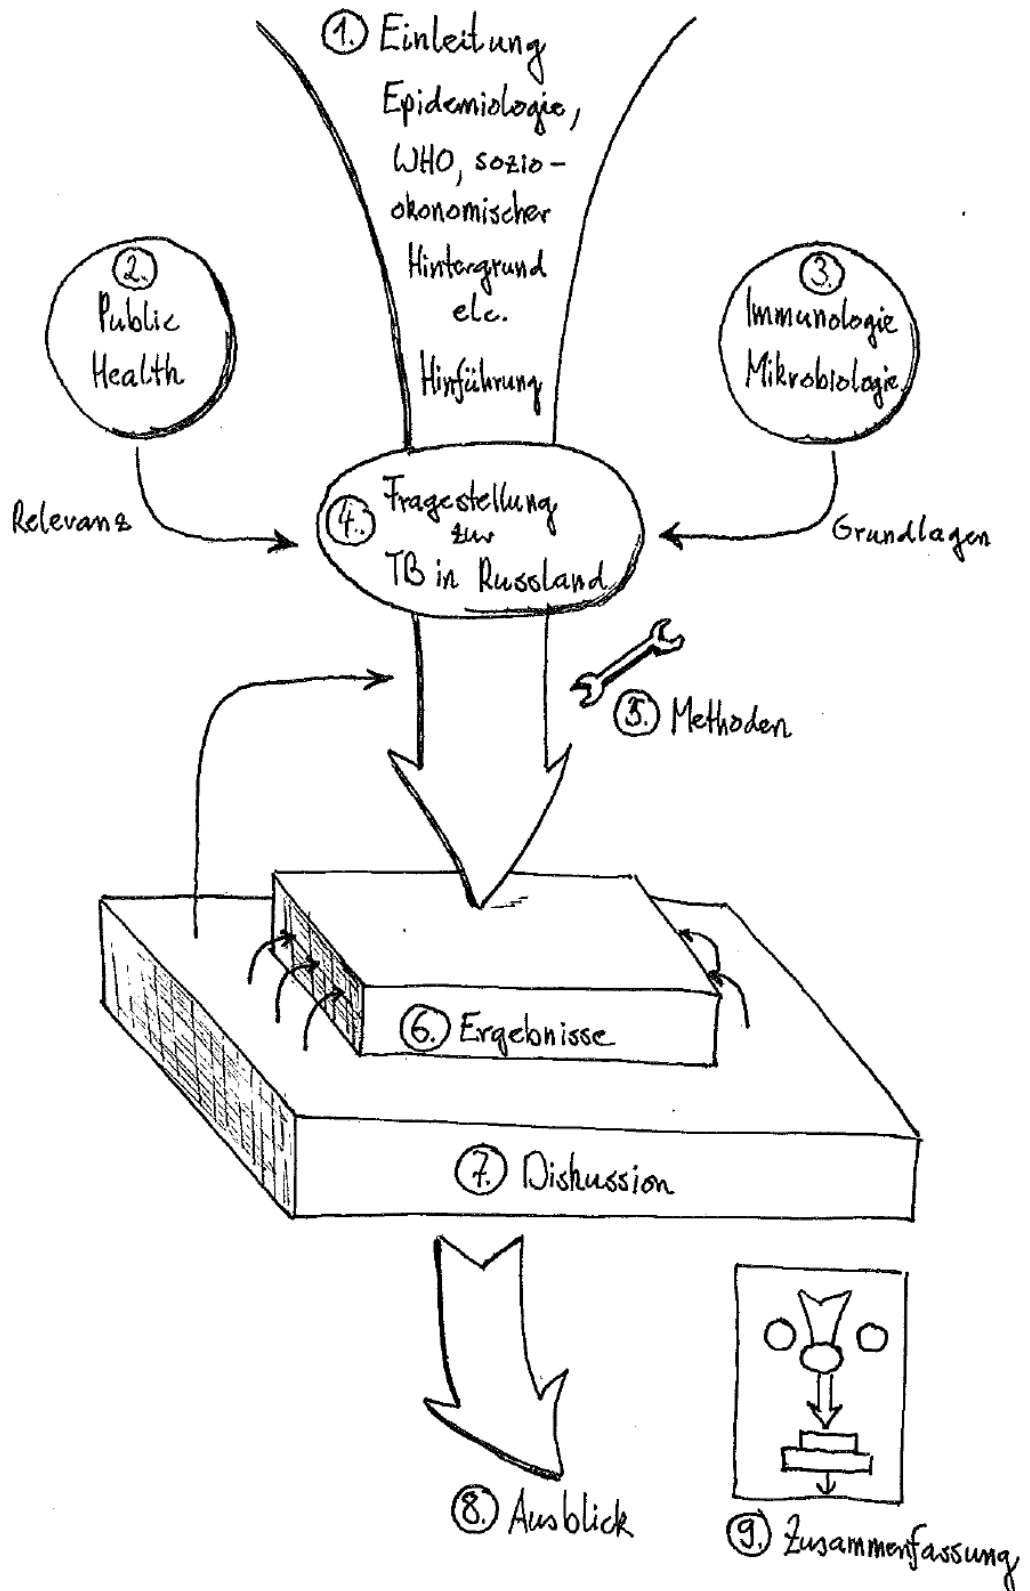 1. Einleitung
Epidemiologie,
WHO, sozio-
ökonomischer
Hintergrund
etc.
Hinführung
2.
Public
Health
3.
Immunologie
Mikrobiologie
Relevanz
4. Fragestellung
zur
TB in Russland
Grundlagen
5. Methoden
6. Ergebnisse
7. Diskussion
8. Ausblick
9. Zusammenfassung